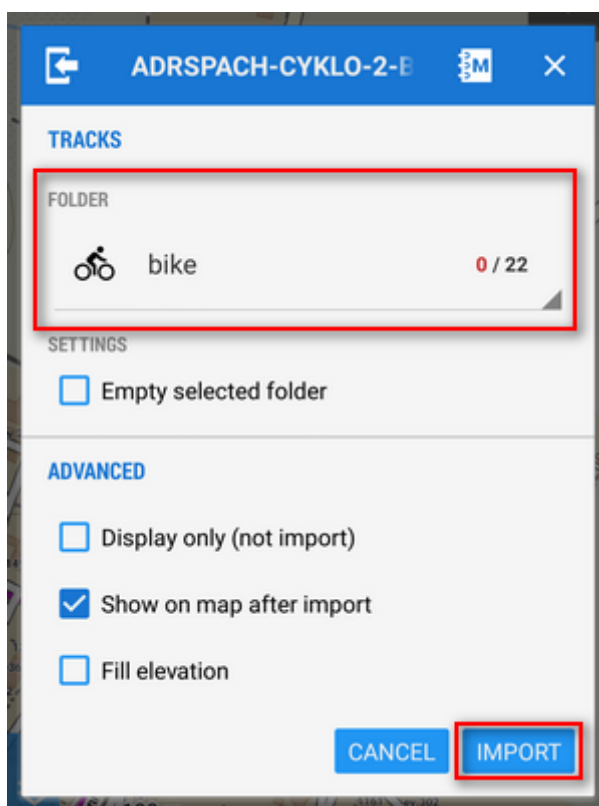 ADRSPACH-CYKLO-2-B M
TRACKS
FOLDER
bike 0 / 22
SETTINGS
Empty selected folder
ADVANCED
Display only (not import)
Show on map after import
Fill elevation
CANCEL IMPORT